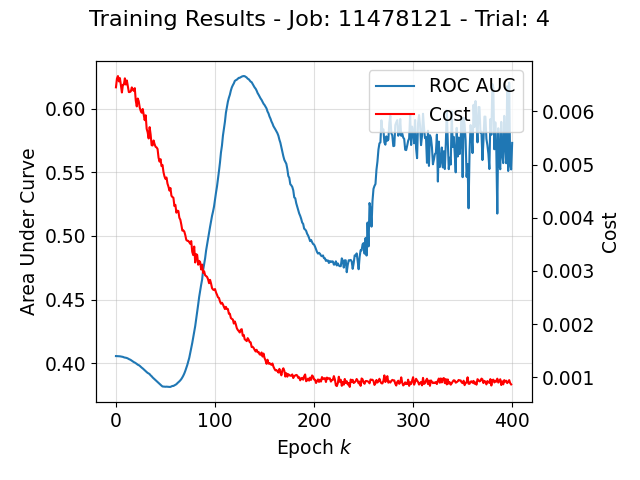 Training Results - Job: 11478121 - Trial: 4
ROC AUC
Cost
Area Under Curve
0.60
0.55
0.50
0.45
0.40
0.006
0.005
0.004
0.003
0.002
0.001
Cost
0 100 200 300 400
Epoch k